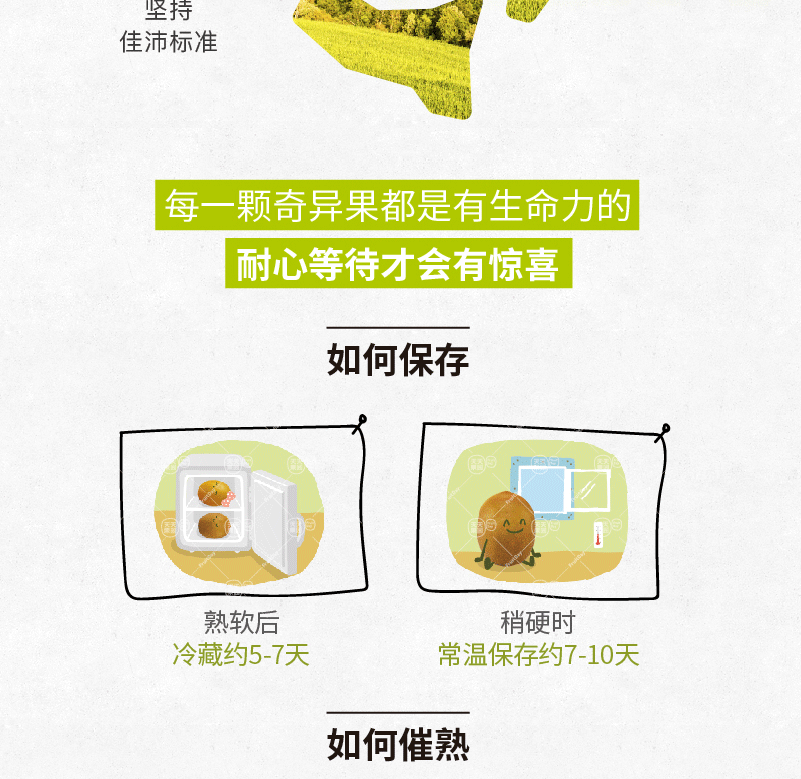 坚持
佳沛标准
每一颗奇异果都是有生命力的
耐心等待才会有惊喜
如何保存
熟软后
冷藏约5-7天
稍硬时
常温保存约7-10天
如何催熟